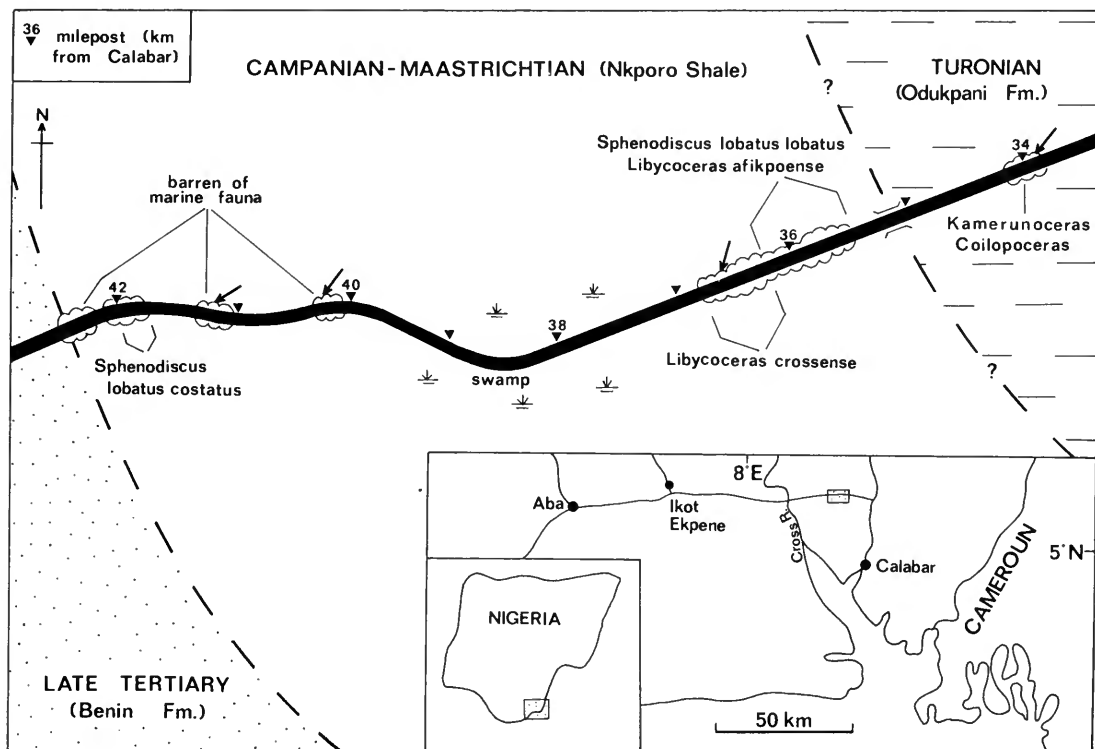 36 milepost (km
from Calabar)
CAMPANIAN-MAASTRICHTIAN (Nkporo Shale)
TURONIAN
(Odukpani Fm.)
?
N
Sphenodiscus lobatus lobatus
Libycoceras afikpoense
34
barren of
marine fauna
36
Kamerunoceras
Coilopoceras
42
40
38
Sphenodiscus
lobatus costatus
swamp
Libycoceras crossense
?
8°E
Aba
Ikot
Ekpene
Cross R.
5°N
Calabar
CAMEROUN
NIGERIA
LATE TERTIARY
(Benin Fm.)
50 km